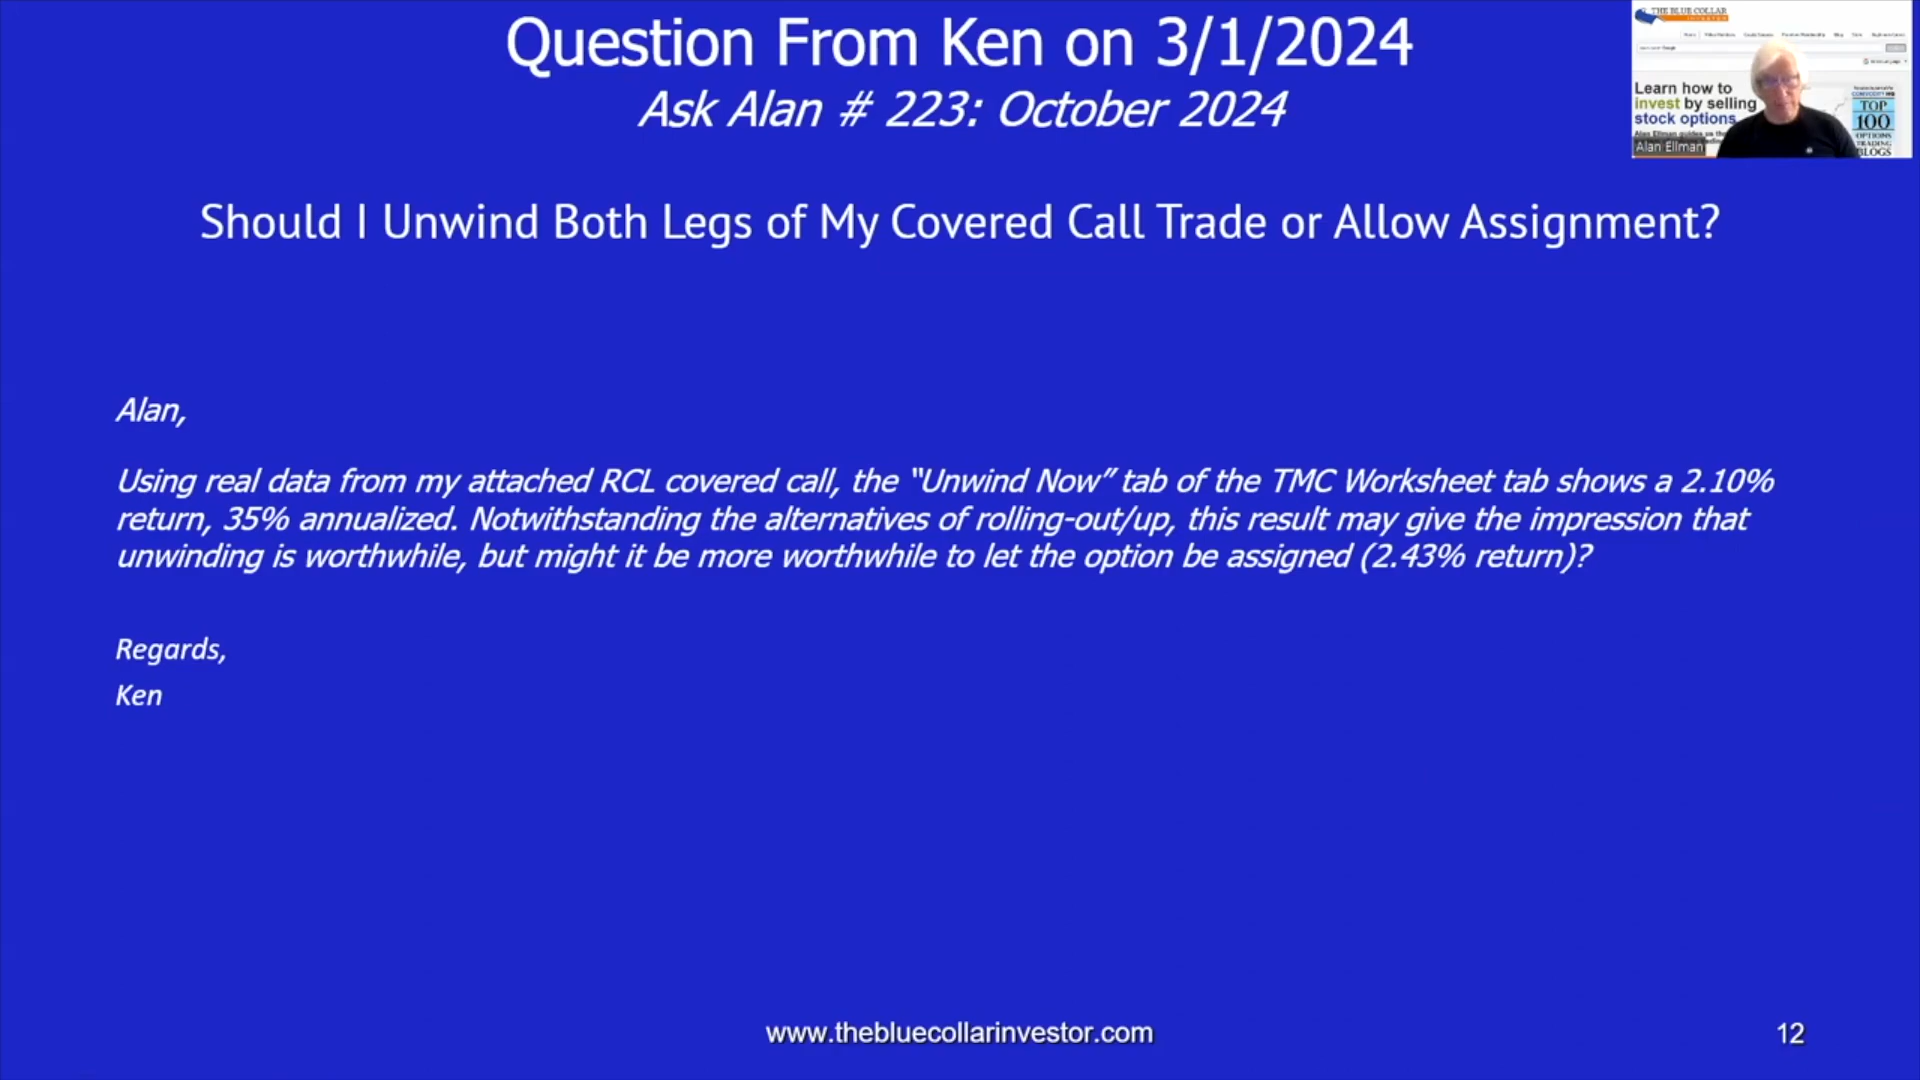 Question From Ken on 3/1/2024
Ask Alan # 223: October 2024
THE BLUE COLLAR
INVESTOR
Learn how to
invest by selling
stock options
Alan Ellman
TOP
100
OPTIONS
TRADING
BLOGS
Should I Unwind Both Legs of My Covered Call Trade or Allow Assignment?
Alan,
Using real data from my attached RCL covered call, the “Unwind Now” tab of the TMC Worksheet tab shows a 2.10%
return, 35% annualized. Notwithstanding the alternatives of rolling-out/up, this result may give the impression that
unwinding is worthwhile, but might it be more worthwhile to let the option be assigned (2.43% return)?
Regards,
Ken
www.thebluecollarinvestor.com
12